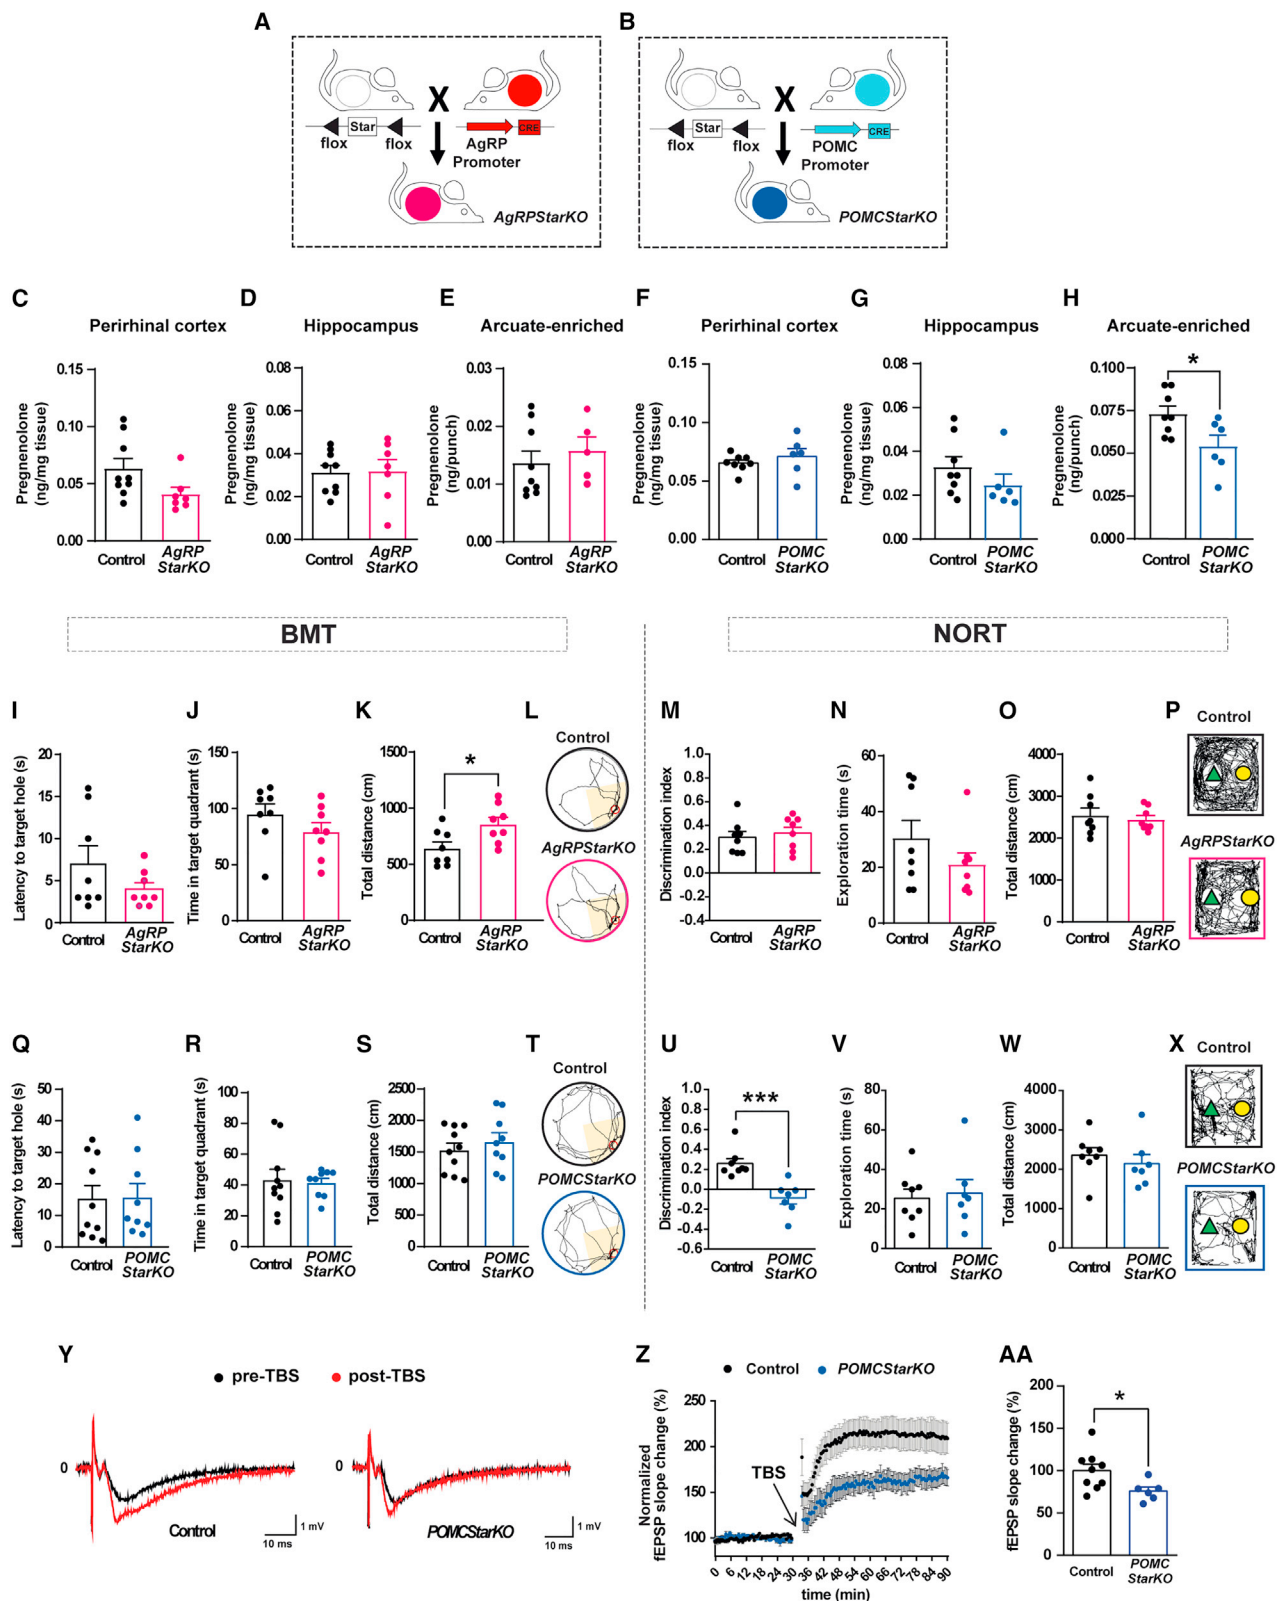 A
B
X
X
Star
flox
flox
CRE
AgRP
Promoter
AgRPStarKO
Star
flox
flox
CRE
POMC
Promoter
POMCStarKO
C
Perirhinal cortex
Pregnenolone
(ng/mg tissue)
0.15
0.10
0.05
0.00
Control
AgRP
StarKO
D
Hippocampus
Pregnenolone
(ng/mg tissue)
0.08
0.06
0.04
0.02
0.00
Control
AgRP
StarKO
E
Arcuate-enriched
Pregnenolone
(ng/punch)
0.03
0.02
0.01
0.00
Control
AgRP
StarKO
F
Perirhinal cortex
Pregnenolone
(ng/mg tissue)
0.15
0.10
0.05
0.00
Control
POMC
StarKO
G
Hippocampus
Pregnenolone
(ng/mg tissue)
0.08
0.06
0.04
0.02
0.00
Control
POMC
StarKO
H
Arcuate-enriched
Pregnenolone
(ng/punch)
0.100
0.075
0.050
0.025
0.000
*
Control
POMC
StarKO
BMT
NORT
I
Latency to target hole (s)
20
15
10
5
0
Control
AgRP
StarKO
J
Time in target quadrant (s)
150
100
50
0
Control
AgRP
StarKO
K
Total distance (cm)
1500
1000
500
0
*
Control
AgRP
StarKO
L
Control
AgRPStarKO
M
Discrimination index
1.0
0.8
0.6
0.4
0.2
0.0
-0.2
-0.4
Control
AgRP
StarKO
N
Exploration time (s)
60
40
20
0
Control
AgRP
StarKO
O
Total distance (cm)
4000
3000
2000
1000
0
Control
AgRP
StarKO
P
Control
AgRPStarKO
Q
Latency to target hole (s)
50
40
30
20
10
0
Control
POMC
StarKO
R
Time in target quadrant (s)
100
80
60
40
20
0
Control
POMC
StarKO
S
Total distance (cm)
2500
2000
1500
1000
500
0
Control
POMC
StarKO
T
Control
POMCStarKO
U
Discrimination index
1.0
0.8
0.6
0.4
0.2
0.0
-0.2
-0.4
-0.6
***
Control
POMC
StarKO
V
Exploration time (s)
80
60
40
20
0
Control
POMC
StarKO
W
Total distance (cm)
4000
3000
2000
1000
0
Control
POMC
StarKO
X
Control
POMCStarKO
Y
pre-TBS
post-TBS
0
Control
1 mV
10 ms
0
POMCStarKO
1 mV
10 ms
Z
Control
POMCStarKO
Normalized
fEPSP slope change (%)
250
200
150
100
TBS
0 6 12 18 24 30 36 42 48 54 60 66 72 78 84 90
time (min)
AA
fEPSP slope change (%)
200
150
100
50
0
*
Control
POMC
StarKO